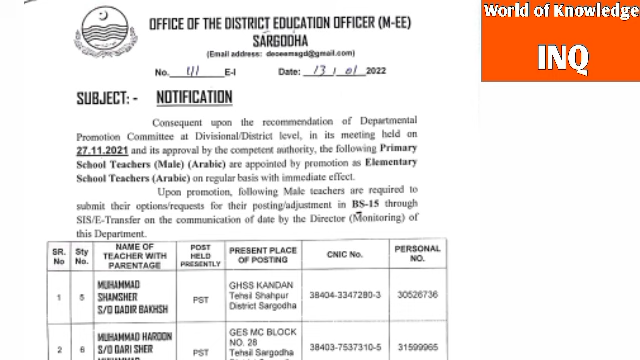 World of Knowledge
INQ
OFFICE OF THE DISTRICT EDUCATION OFFICER (M-EE)
SARGODHA
(Email address: deoeemsgd@gmail.com)
No. 111 E-I Date: 13 / 01 / 2022
SUBJECT: - NOTIFICATION
Consequent upon the recommendation of Departmental
Promotion Committee at Divisional/District level, in its meeting held on
27.11.2021 and its approval by the competent authority, the following Primary
School Teachers (Male) (Arabic) are appointed by promotion as Elementary
School Teachers (Arabic) on regular basis with immediate effect.
Upon promotion, following Male teachers are required to
submit their options/requests for their posting/adjustment in BS-15 through
SIS/E-Transfer on the communication of date by the Director (Monitoring) of
this Department.
SR. No Sty No. NAME OF TEACHER WITH PARENTAGE POST HELD PRESENTLY PRESENT PLACE OF POSTING CNIC No. PERSONAL NO.
1 5 MUHAMMAD SHAMSHER S/O QADIR BAKHSH PST GHSS KANDAN Tehsil Shahpur District Sargodha 38404-3347280-3 30526736
2 6 MUHAMMAD HAROON S/O QARI SHER PST GES MC BLOCK NO. 28 Tehsil Sargodha 38403-7537310-5 31599965